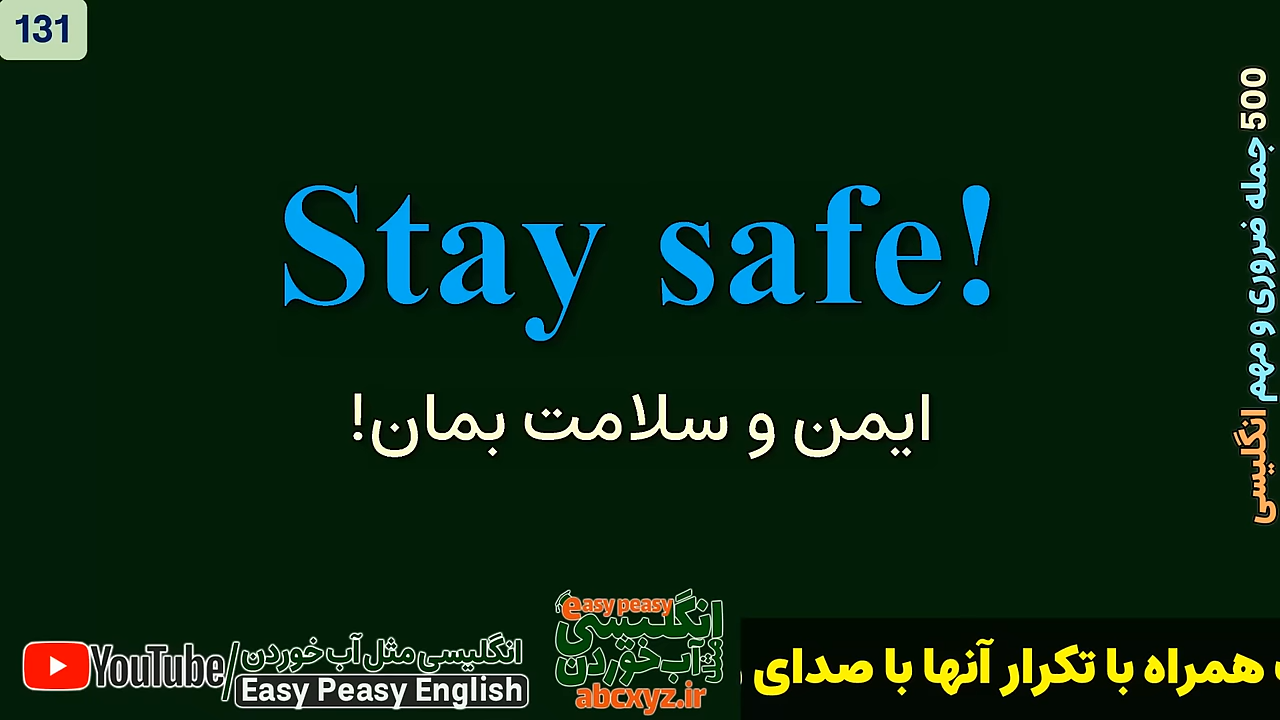 131
Stay safe!
ایمن و سلامت بمان!
500 جمله ضروری و مهم انگلیسی
YouTube/انگلیسی مثل آب خوردن
Easy Peasy English
easy peasy
انگلیسی
مثل آب خوردن
abcxyz.ir
همراه با تکرار آنها با صدای